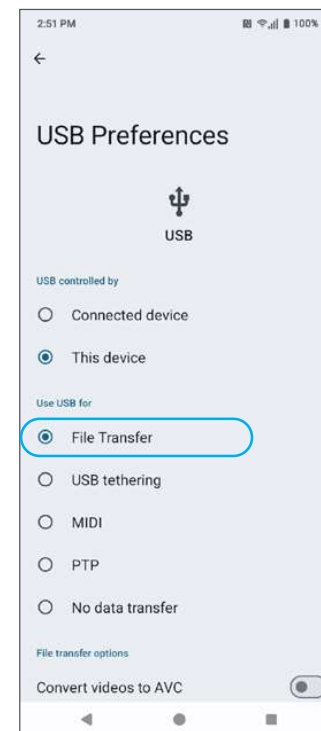 2:51 PM 100%
USB Preferences
USB
USB controlled by
Connected device
This device
Use USB for
File Transfer
USB tethering
MIDI
PTP
No data transfer
File transfer options
Convert videos to AVC